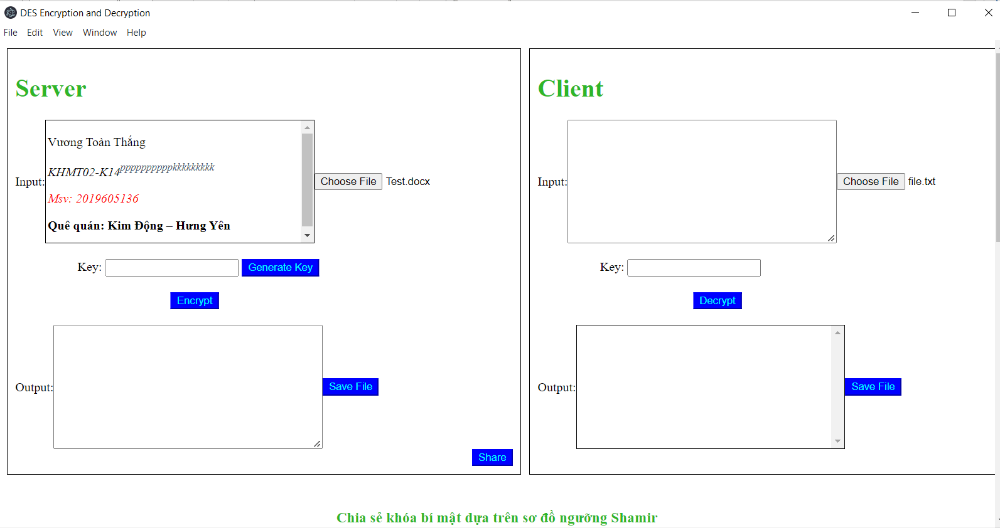 DES Encryption and Decryption
File Edit View Window Help
Server
Input:
Vương Toàn Thắng
KHMT02-K14ppppppppppkkkkkkkkk
Msv: 2019605136
Quê quán: Kim Động – Hưng Yên
Choose File Test.docx
Key: Generate Key
Encrypt
Output: Save File
Share
Client
Input: Choose File file.txt
Key:
Decrypt
Output: Save File
Chia sẻ khóa bí mật dựa trên sơ đồ ngưỡng Shamir